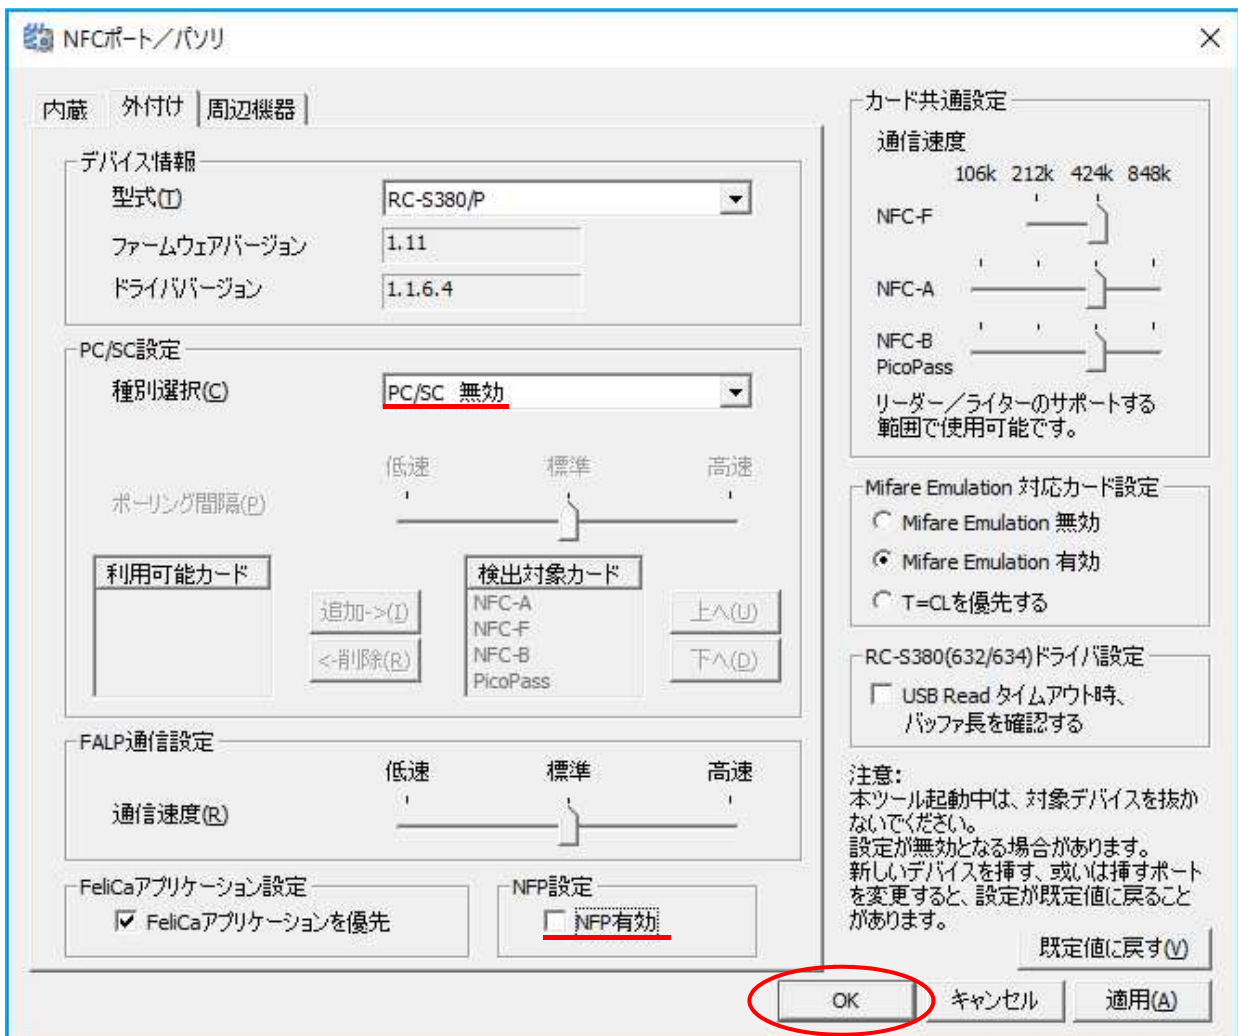 NFCポート／パソリ
内蔵 外付け 周辺機器
デバイス情報
型式(T) RC-S380/P
ファームウェアバージョン 1.11
ドライババージョン 1.1.6.4
PC/SC設定
種別選択(C) PC/SC 無効
低速 標準 高速
ポーリング間隔(P)
利用可能カード
追加->(I)
<-削除(R)
検出対象カード
NFC-A
NFC-F
NFC-B
PicoPass
上へ(U)
下へ(D)
FALP通信設定
低速 標準 高速
通信速度(R)
FeliCaアプリケーション設定
FeliCaアプリケーションを優先
NFP設定
NFP有効
カード共通設定
通信速度
106k 212k 424k 848k
NFC-F
NFC-A
NFC-B
PicoPass
リーダー／ライターのサポートする
範囲で使用可能です。
Mifare Emulation 対応カード設定
Mifare Emulation 無効
Mifare Emulation 有効
T=CLを優先する
RC-S380(632/634)ドライバ設定
USB Read タイムアウト時、
バッファ長を確認する
注意：
本ツール起動中は、対象デバイスを抜か
ないでください。
設定が無効となる場合があります。
新しいデバイスを挿す、或いは挿すポート
を変更すると、設定が既定値に戻ること
があります。
既定値に戻す(V)
OK キャンセル 適用(A)